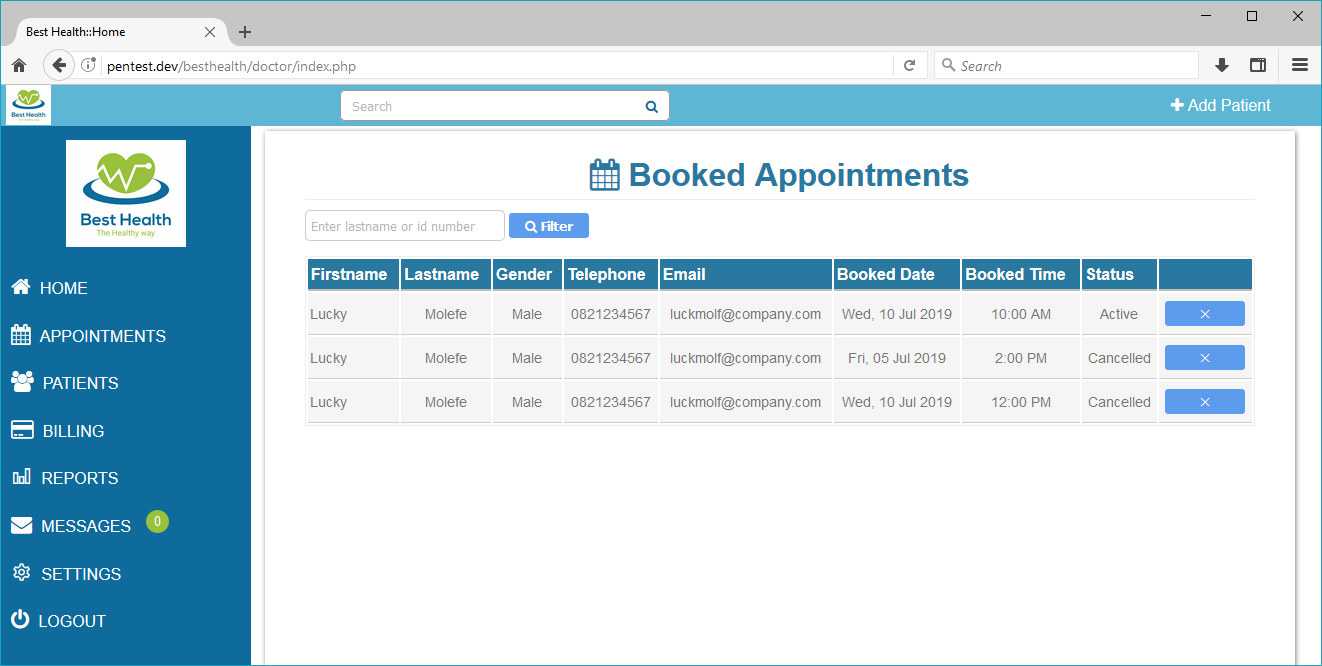 Best Health::Home
pentest.dev/besthealth/doctor/index.php
Search
Best Health
Search
Add Patient
Best Health
The Healthy way
HOME
APPOINTMENTS
PATIENTS
BILLING
REPORTS
MESSAGES 0
SETTINGS
LOGOUT
Booked Appointments
Enter lastname or id number Filter
Firstname Lastname Gender Telephone Email Booked Date Booked Time Status
Lucky Molefe Male 0821234567 luckmolf@company.com Wed, 10 Jul 2019 10:00 AM Active
Lucky Molefe Male 0821234567 luckmolf@company.com Fri, 05 Jul 2019 2:00 PM Cancelled
Lucky Molefe Male 0821234567 luckmolf@company.com Wed, 10 Jul 2019 12:00 PM Cancelled